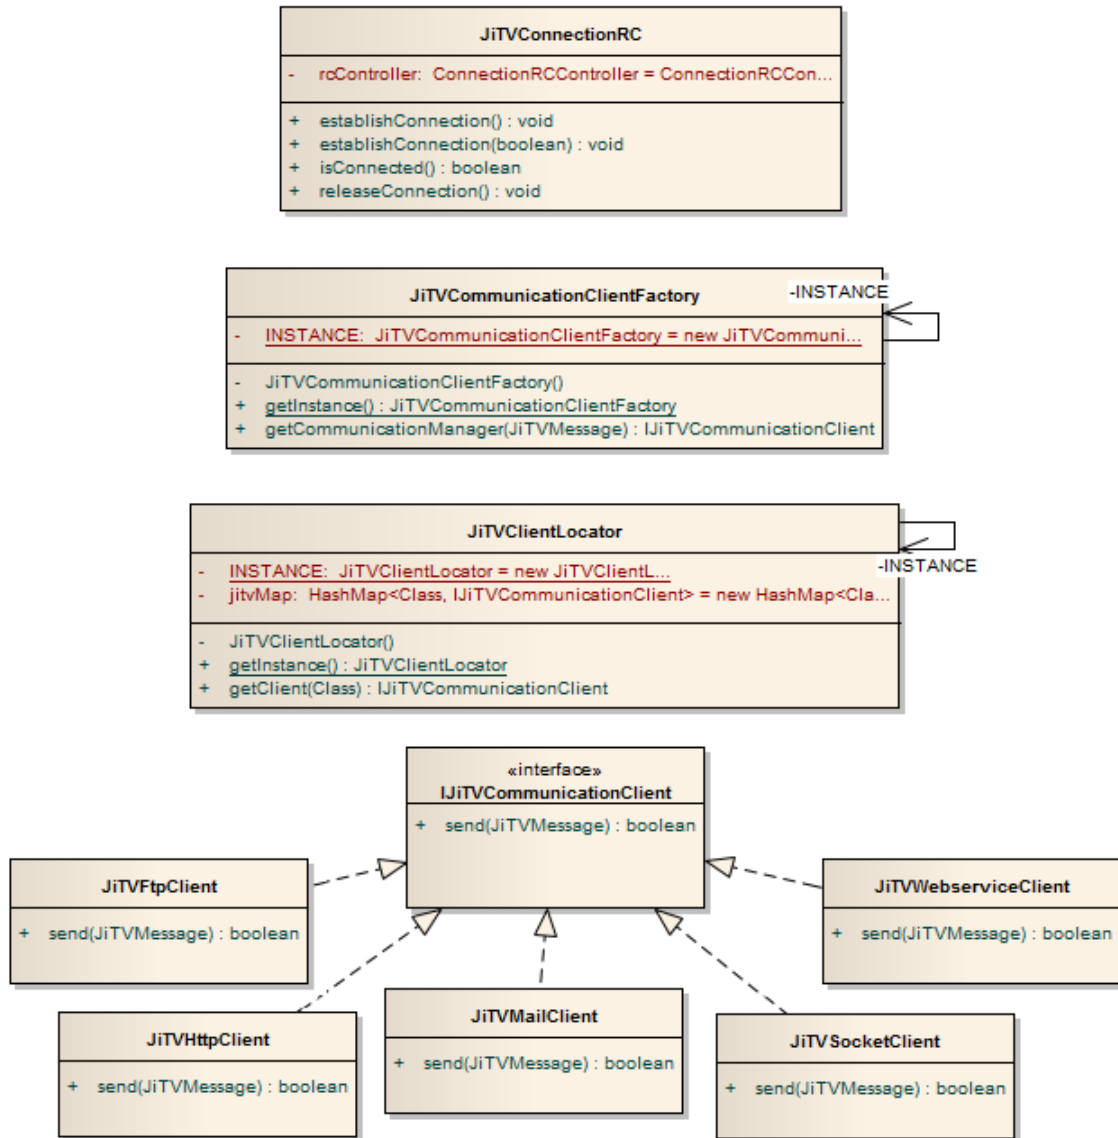 JiTVConnectionRC
- rcController: ConnectionRCController = ConnectionRCCon...
+ establishConnection() : void
+ establishConnection(boolean) : void
+ isConnected() : boolean
+ releaseConnection() : void
JiTVCommunicationClientFactory
-INSTANCE
- INSTANCE: JiTVCommunicationClientFactory = new JiTVCommuni...
- JiTVCommunicationClientFactory()
+ getInstance() : JiTVCommunicationClientFactory
+ getCommunicationManager(JiTVMessage) : IJiTVCommunicationClient
JiTVClientLocator
-INSTANCE
- INSTANCE: JiTVClientLocator = new JiTVClientL...
- jitvMap: HashMap<Class, IJiTVCommunicationClient> = new HashMap<Cla...
- JiTVClientLocator()
+ getInstance() : JiTVClientLocator
+ getClient(Class) : IJiTVCommunicationClient
«interface»
IJiTVCommunicationClient
+ send(JiTVMessage) : boolean
JiTVFtpClient
+ send(JiTVMessage) : boolean
JiTVWebserviceClient
+ send(JiTVMessage) : boolean
JiTVHttpClient
+ send(JiTVMessage) : boolean
JiTVMailClient
+ send(JiTVMessage) : boolean
JiTVSocketClient
+ send(JiTVMessage) : boolean